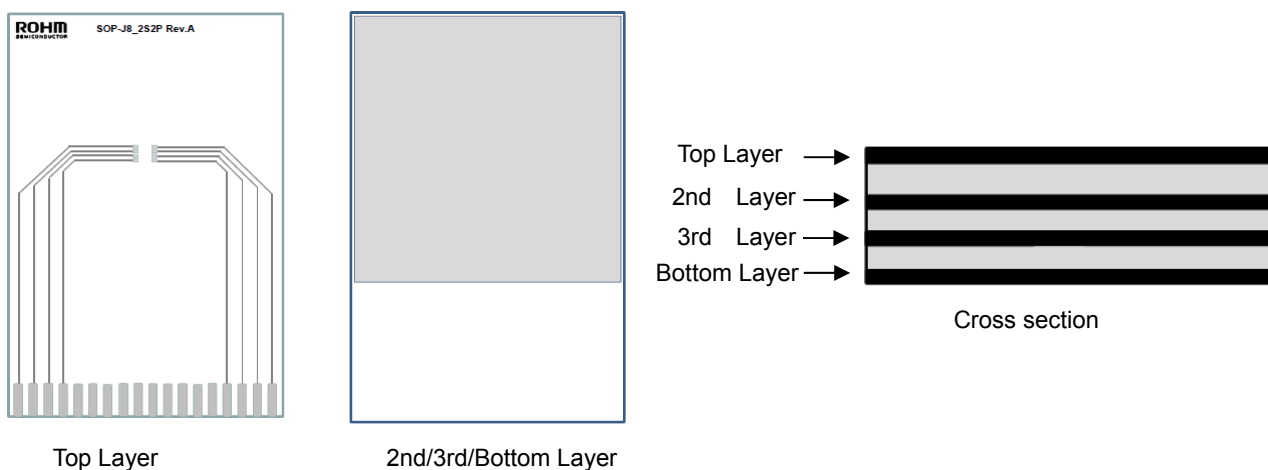 ROHM
SEMICONDUCTOR
SOP-J8_2S2P Rev.A
Top Layer
2nd/3rd/Bottom Layer
Top Layer
2nd Layer
3rd Layer
Bottom Layer
Cross section